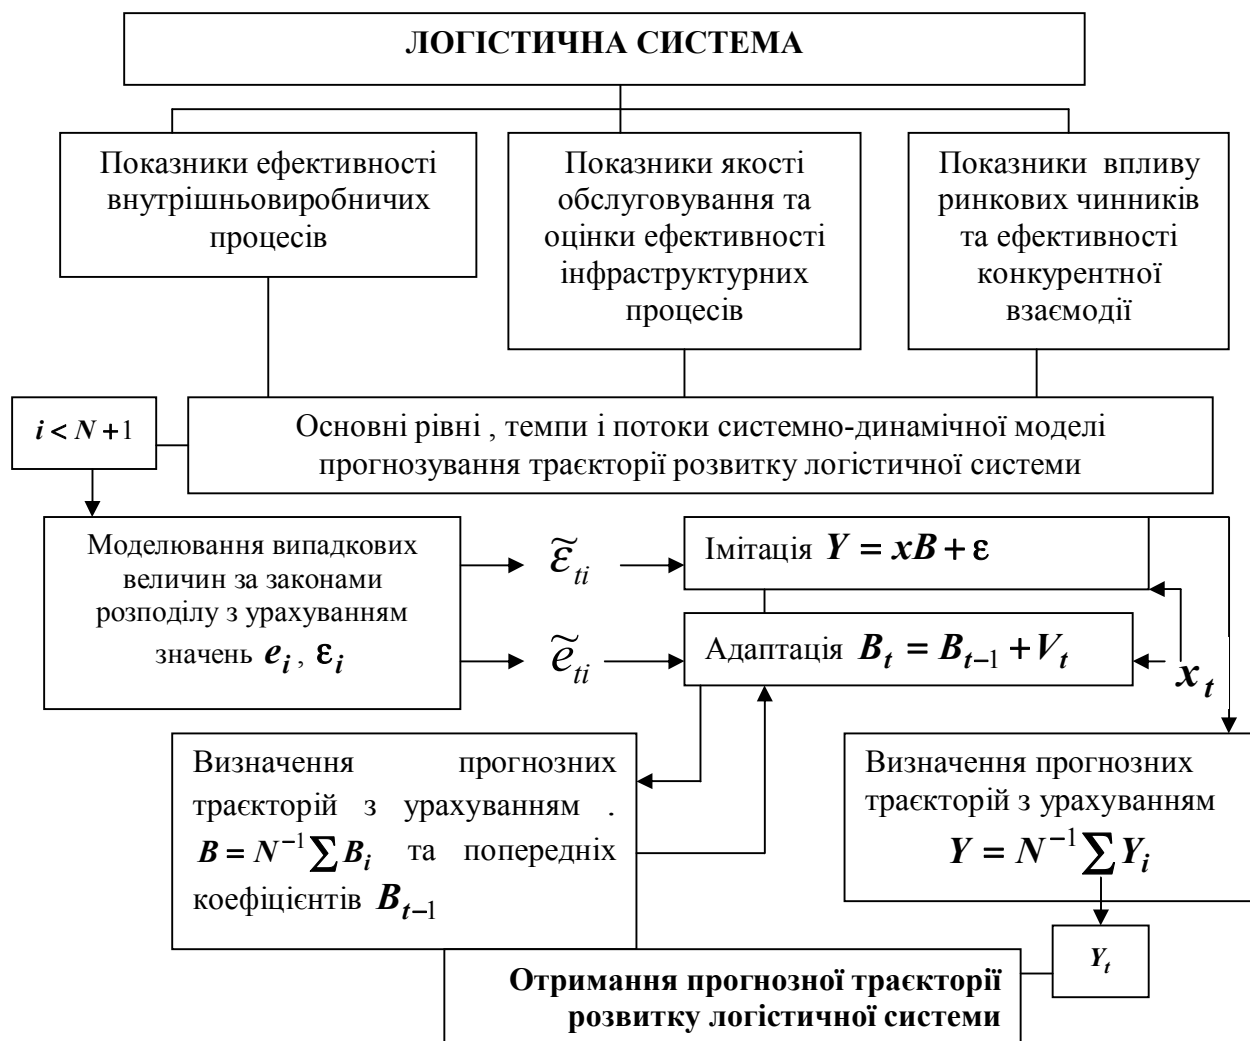 ЛОГІСТИЧНА СИСТЕМА
Показники ефективності
внутрішньовиробничих
процесів
Показники якості
обслуговування та
оцінки ефективності
інфраструктурних
процесів
Показники впливу
ринкових чинників
та ефективності
конкурентної
взаємодії
i < N + 1
Основні рівні , темпи і потоки системно-динамічної моделі
прогнозування траєкторії розвитку логістичної системи
Моделювання випадкових
величин за законами
розподілу з урахуванням
значень e_i , ε_i
ε̃_ti
ẽ_ti
Імітація Y = xB + ε
Адаптація B_t = B_{t−1} + V_t
x_t
Визначення прогнозних
траєкторій з урахуванням .
B = N^{−1} ∑ B_i та попередніх
коефіцієнтів B_{t−1}
Визначення прогнозних
траєкторій з урахуванням
Y = N^{−1} ∑ Y_i
Y_t
Отримання прогнозної траєкторії
розвитку логістичної системи